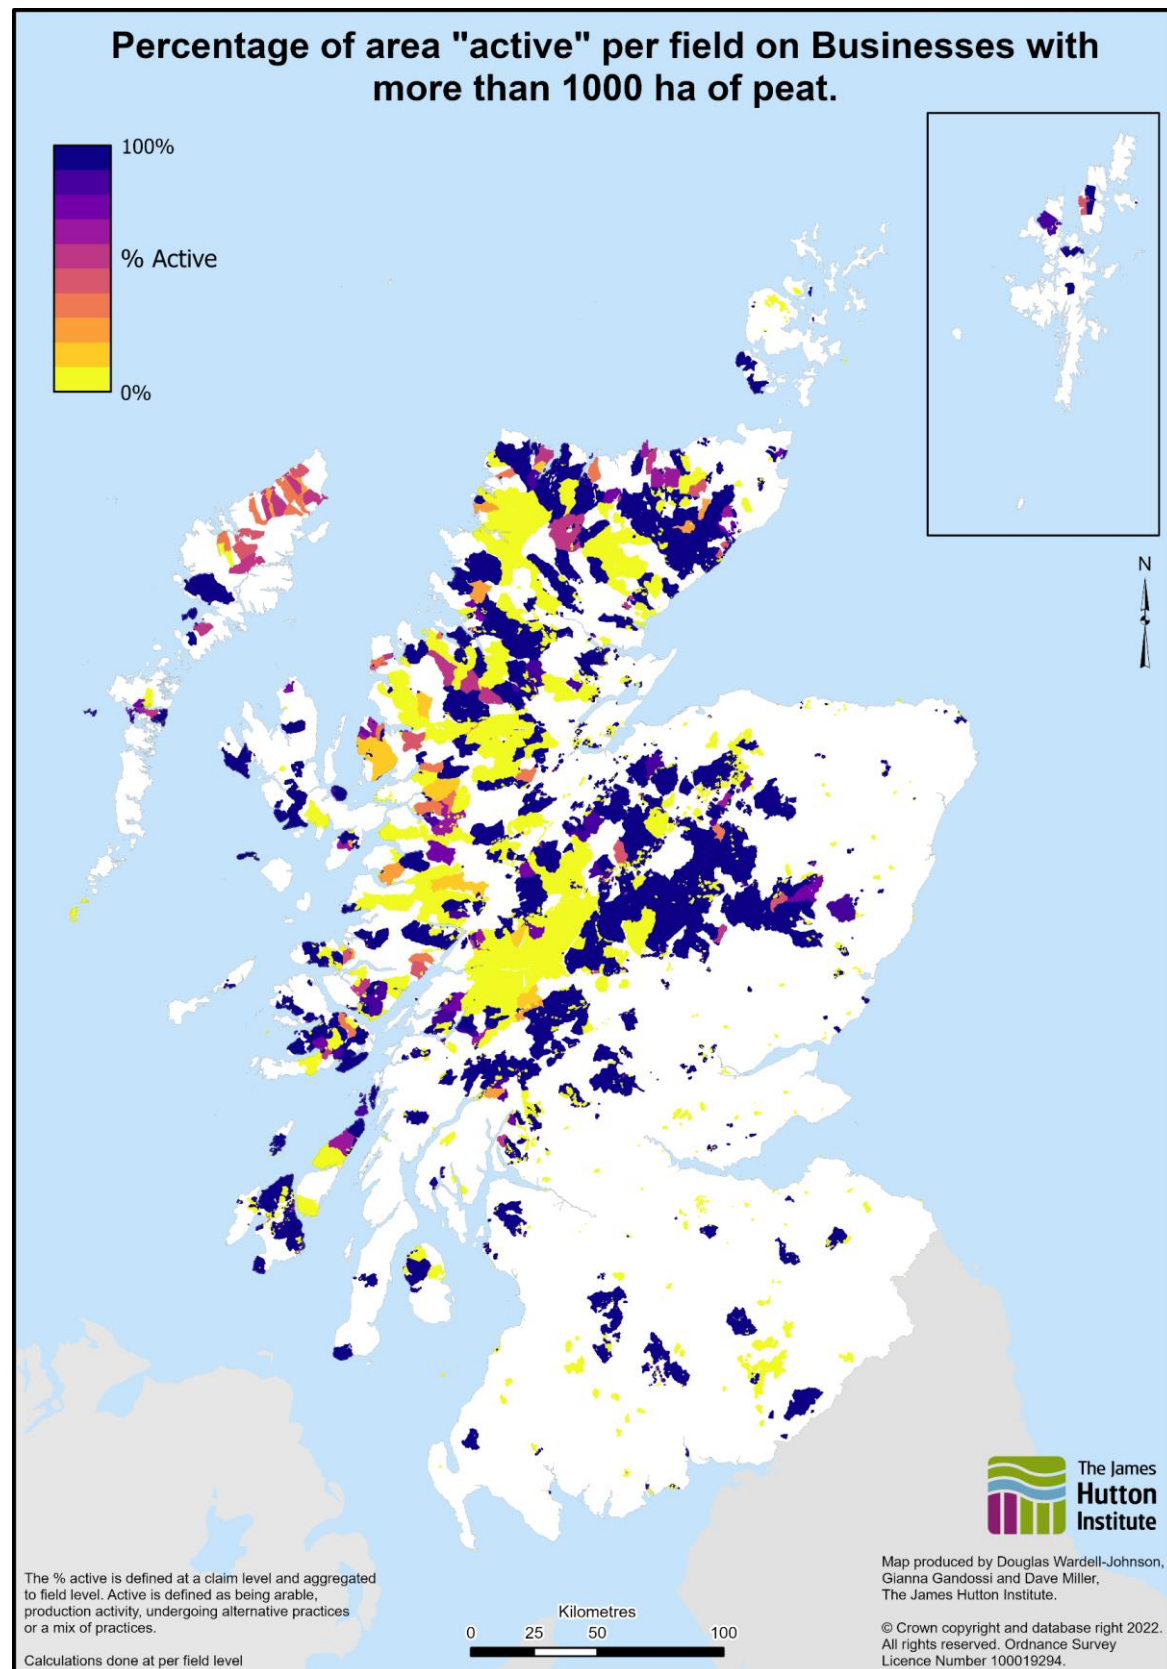 Percentage of area "active" per field on Businesses with
more than 1000 ha of peat.
100%
% Active
0%
N
The James
Hutton
Institute
The % active is defined at a claim level and aggregated
to field level. Active is defined as being arable,
production activity, undergoing alternative practices
or a mix of practices.
Calculations done at per field level
Kilometres
0 25 50 100
Map produced by Douglas Wardell-Johnson,
Gianna Gandossi and Dave Miller,
The James Hutton Institute.
© Crown copyright and database right 2022.
All rights reserved. Ordnance Survey
Licence Number 100019294.